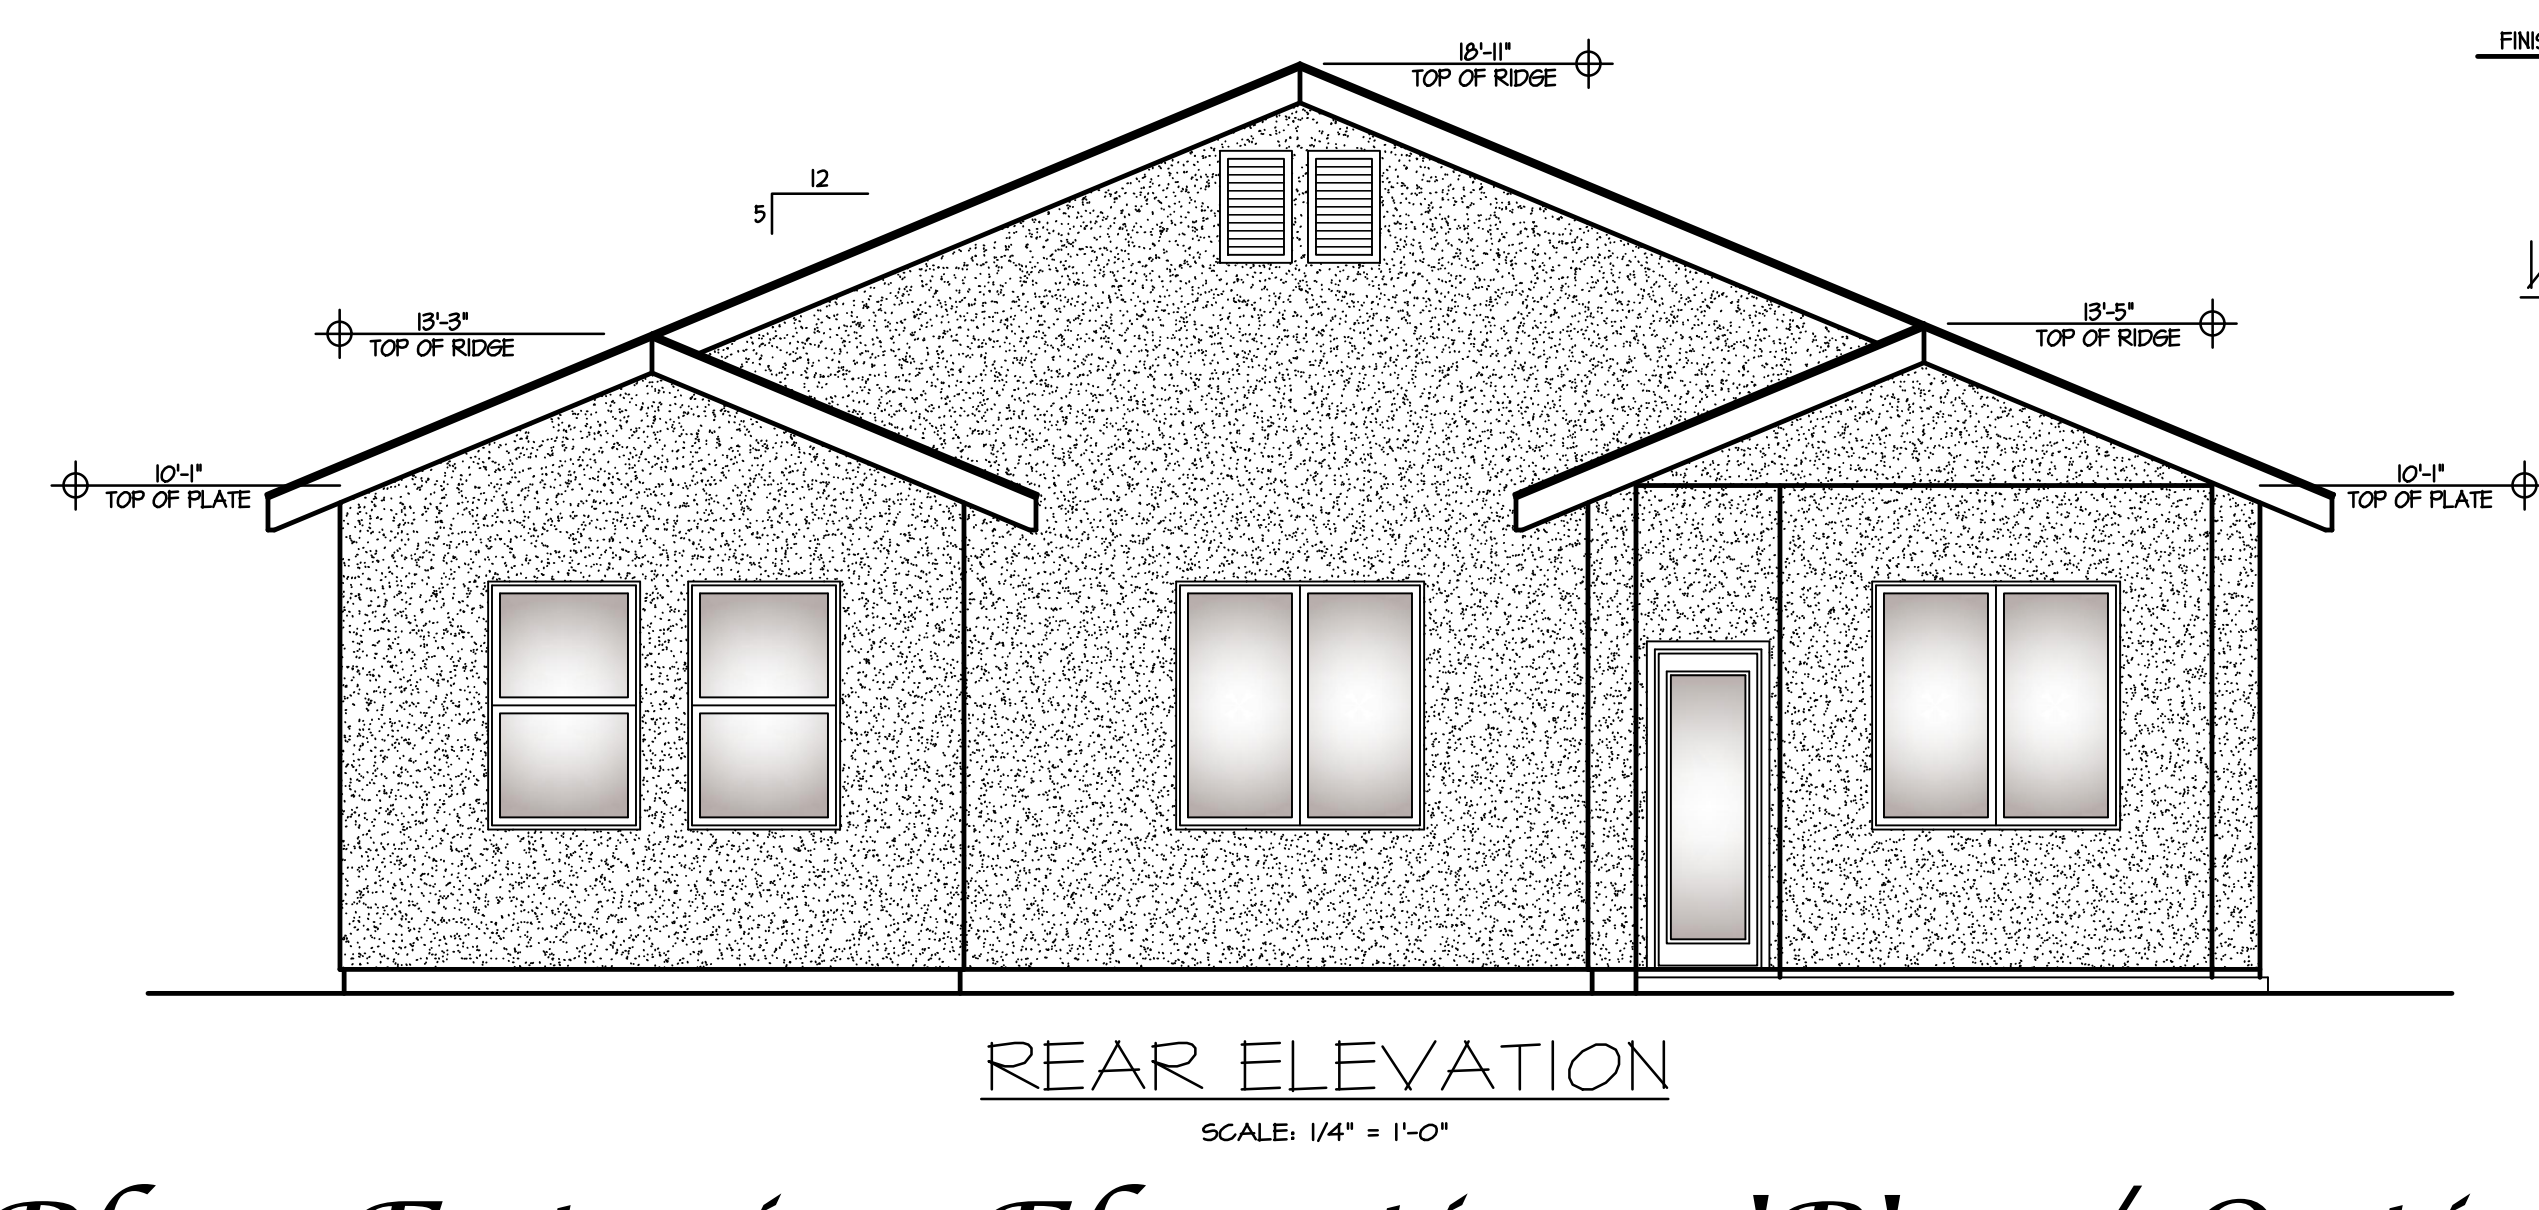 18'-11"
TOP OF RIDGE
12
5
13'-3"
TOP OF RIDGE
13'-5"
TOP OF RIDGE
10'-1"
TOP OF PLATE
10'-1"
TOP OF PLATE
REAR ELEVATION
SCALE: 1/4" = 1'-0"